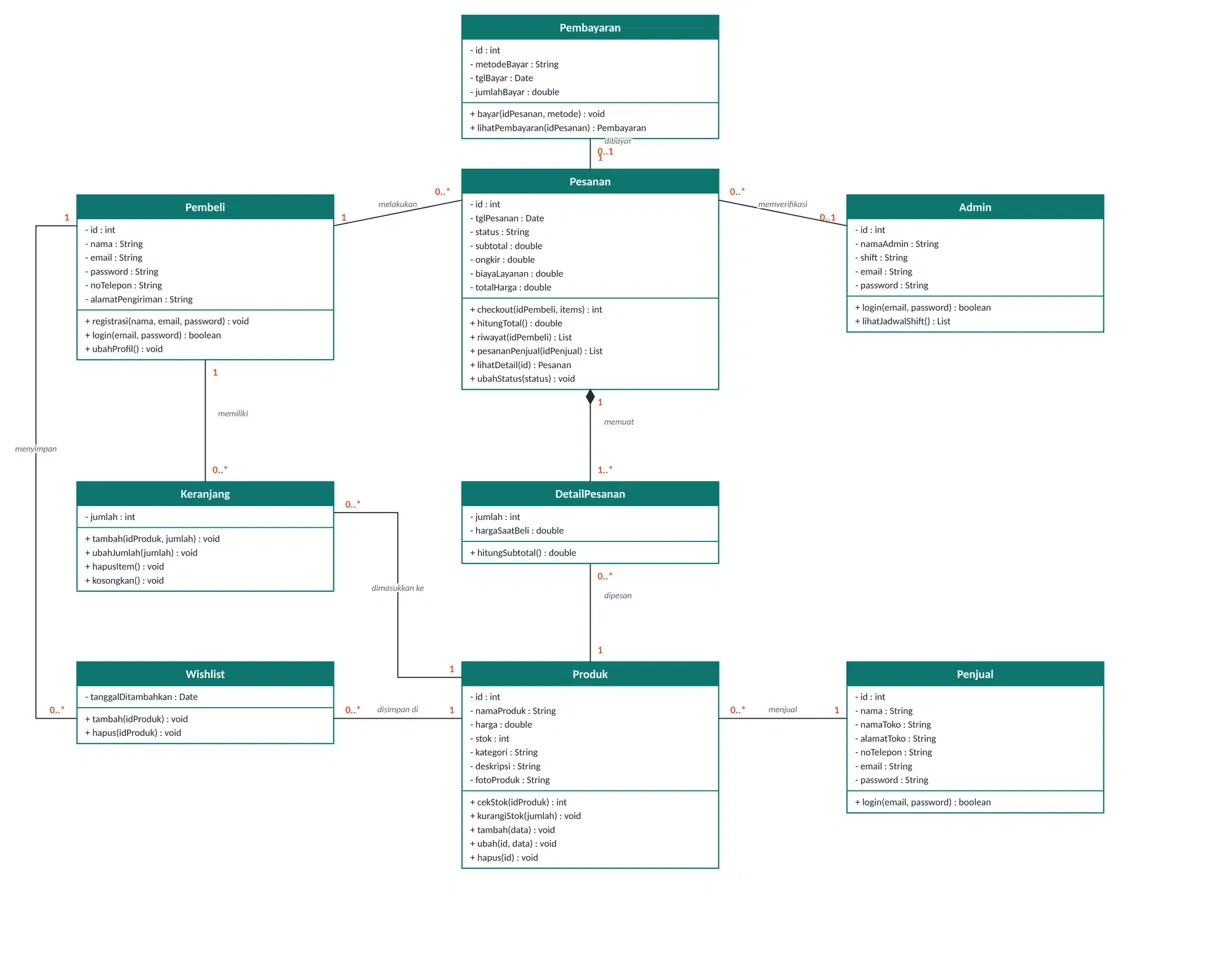 Pembayaran
- id : int
- metodeBayar : String
- tglBayar : Date
- jumlahBayar : double
+ bayar(idPesanan, metode) : void
+ lihatPembayaran(idPesanan) : Pembayaran
dibayar
0..1
1
Pesanan
- id : int
- tglPesanan : Date
- status : String
- subtotal : double
- ongkir : double
- biayaLayanan : double
- totalHarga : double
+ checkout(idPembeli, items) : int
+ hitungTotal() : double
+ riwayat(idPembeli) : List
+ pesananPenjual(idPenjual) : List
+ lihatDetail(id) : Pesanan
+ ubahStatus(status) : void
0..*
melakukan
1
0..*
memverifikasi
0..1
Pembeli
- id : int
- nama : String
- email : String
- password : String
- noTelepon : String
- alamatPengiriman : String
+ registrasi(nama, email, password) : void
+ login(email, password) : boolean
+ ubahProfil() : void
Admin
- id : int
- namaAdmin : String
- shift : String
- email : String
- password : String
+ login(email, password) : boolean
+ lihatJadwalShift() : List
1
menyimpan
0..*
1
memiliki
0..*
1
memuat
1..*
Keranjang
- jumlah : int
+ tambah(idProduk, jumlah) : void
+ ubahJumlah(jumlah) : void
+ hapusItem() : void
+ kosongkan() : void
0..*
dimasukkan ke
1
DetailPesanan
- jumlah : int
- hargaSaatBeli : double
+ hitungSubtotal() : double
0..*
dipesan
1
Wishlist
- tanggalDitambahkan : Date
+ tambah(idProduk) : void
+ hapus(idProduk) : void
0..*
disimpan di
1
Produk
- id : int
- namaProduk : String
- harga : double
- stok : int
- kategori : String
- deskripsi : String
- fotoProduk : String
+ cekStok(idProduk) : int
+ kurangiStok(jumlah) : void
+ tambah(data) : void
+ ubah(id, data) : void
+ hapus(id) : void
0..*
menjual
1
Penjual
- id : int
- nama : String
- namaToko : String
- alamatToko : String
- noTelepon : String
- email : String
- password : String
+ login(email, password) : boolean